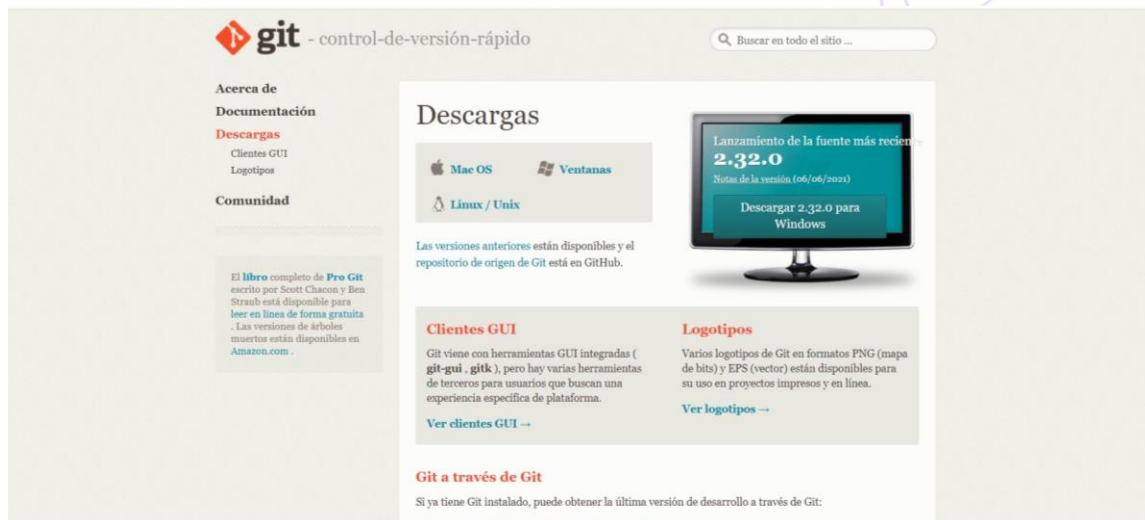 git - control-de-versión-rápido
Buscar en todo el sitio ...
Acerca de
Documentación
Descargas
Clientes GUI
Logotipos
Comunidad
El libro completo de Pro Git
escrito por Scott Chacon y Ben
Straub está disponible para
leer en línea de forma gratuita
. Las versiones de árboles
muertos están disponibles en
Amazon.com .
Descargas
Mac OS
Ventanas
Linux / Unix
Las versiones anteriores están disponibles y el
repositorio de origen de Git está en GitHub.
Lanzamiento de la fuente más recien
2.32.0
Notas de la versión (06/06/2021)
Descargar 2.32.0 para
Windows
Clientes GUI
Git viene con herramientas GUI integradas (
git-gui , gitk ), pero hay varias herramientas
de terceros para usuarios que buscan una
experiencia específica de plataforma.
Ver clientes GUI →
Logotipos
Varios logotipos de Git en formatos PNG (mapa
de bits) y EPS (vector) están disponibles para
su uso en proyectos impresos y en línea.
Ver logotipos →
Git a través de Git
Si ya tiene Git instalado, puede obtener la última versión de desarrollo a través de Git: